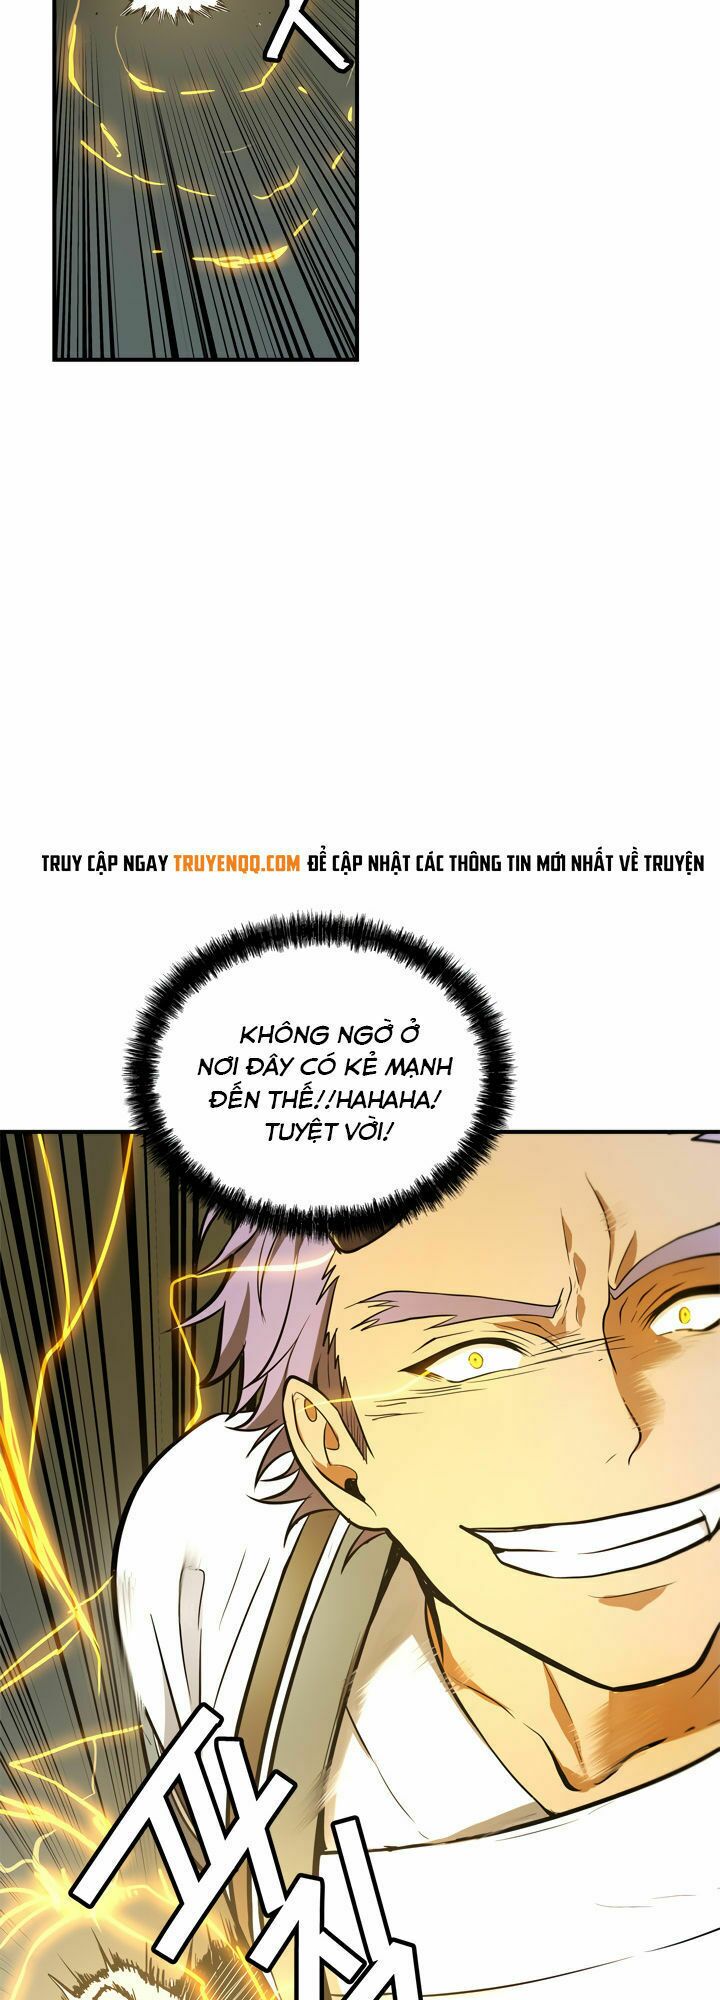 TRUY CẬP NGAY TRUYENQQ.COM ĐỂ CẬP NHẬT CÁC THÔNG TIN MỚI NHẤT VỀ TRUYỆN
KHÔNG NGỜ Ở
NƠI ĐÂY CÓ KẺ MẠNH
ĐẾN THẾ!!HAHAHA!
TUYỆT VỜI!